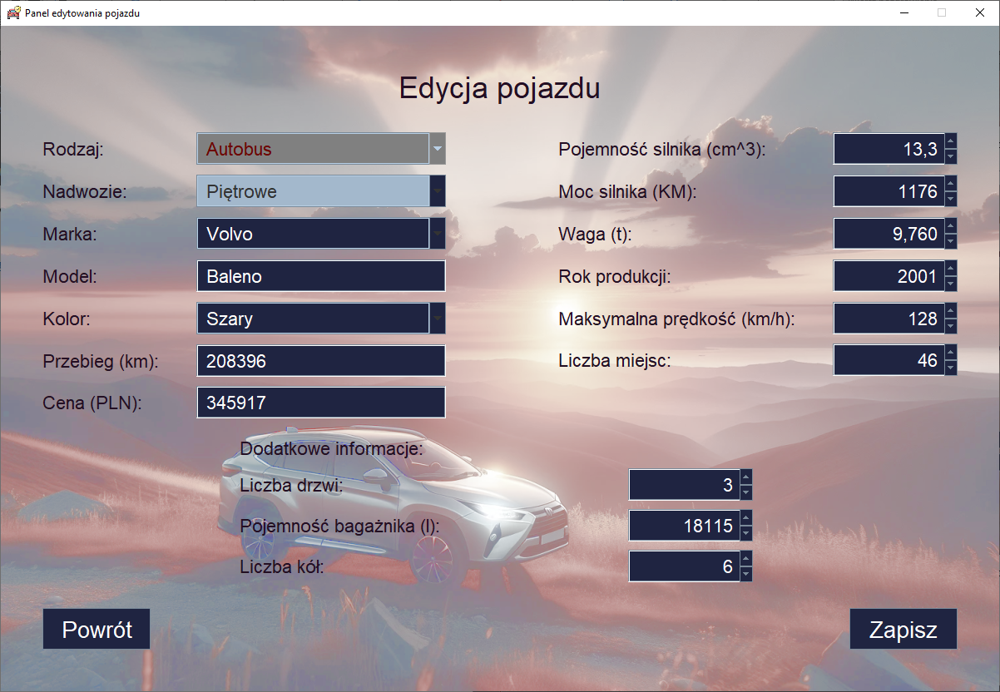 Panel edytowania pojazdu
Edycja pojazdu
Rodzaj: Autobus
Nadwozie: Piętrowe
Marka: Volvo
Model: Baleno
Kolor: Szary
Przebieg (km): 208396
Cena (PLN): 345917
Pojemność silnika (cm^3): 13,3
Moc silnika (KM): 1176
Waga (t): 9,760
Rok produkcji: 2001
Maksymalna prędkość (km/h): 128
Liczba miejsc: 46
Dodatkowe informacje:
Liczba drzwi: 3
Pojemność bagażnika (l): 18115
Liczba kół: 6
Powrót
Zapisz